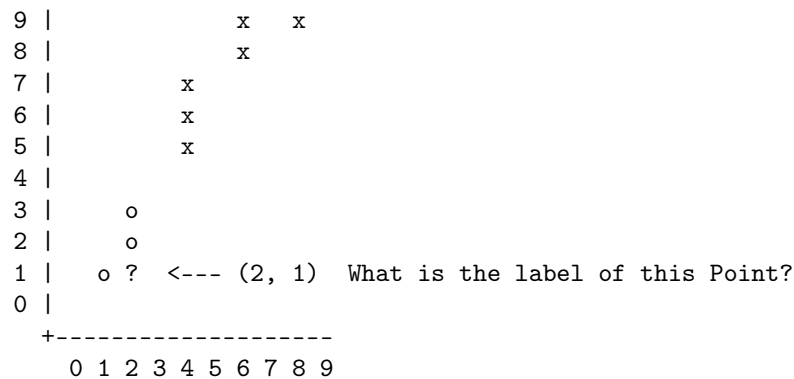 9 |             x   x
8 |             x
7 |         x
6 |         x
5 |         x
4 |
3 |     o
2 |     o
1 |   o ?  <--- (2, 1)  What is the label of this Point?
0 |
  +--------------------
    0 1 2 3 4 5 6 7 8 9